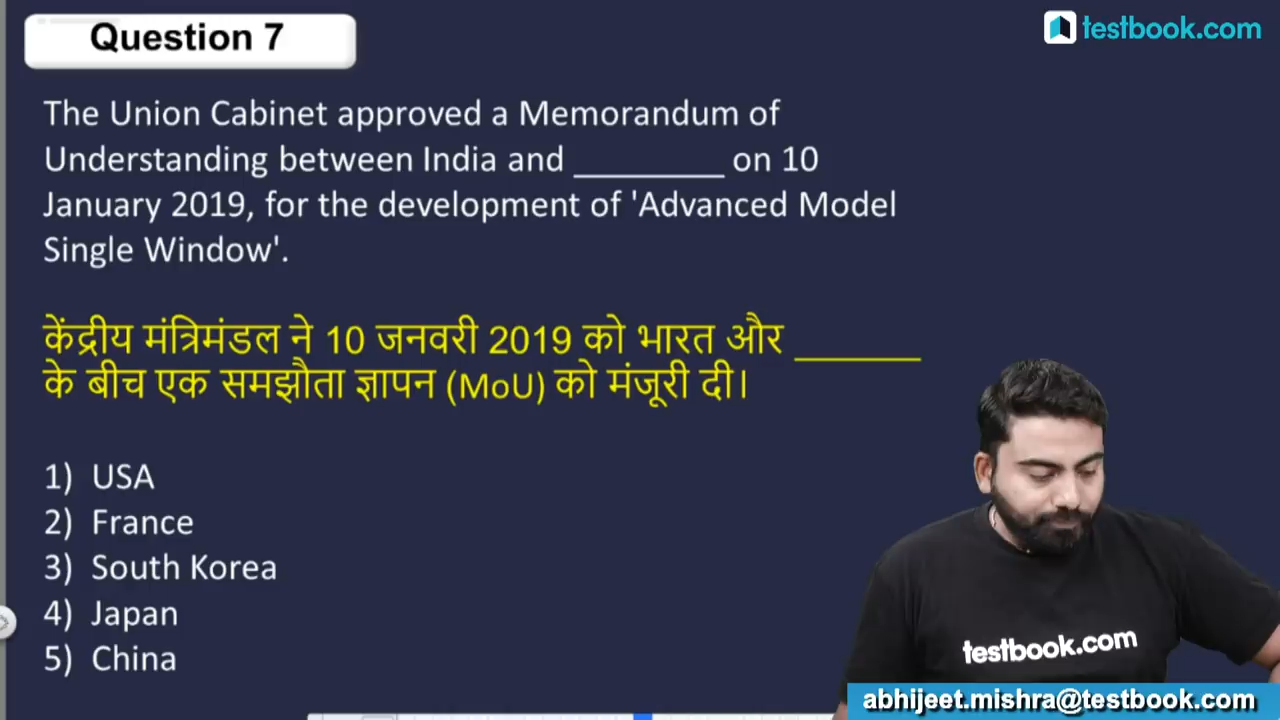 Question 7
testbook.com
The Union Cabinet approved a Memorandum of
Understanding between India and ________ on 10
January 2019, for the development of 'Advanced Model
Single Window'.
केंद्रीय मंत्रिमंडल ने 10 जनवरी 2019 को भारत और ______
के बीच एक समझौता ज्ञापन (MoU) को मंजूरी दी।
1) USA
2) France
3) South Korea
4) Japan
5) China
testbook.com
abhijeet.mishra@testbook.com